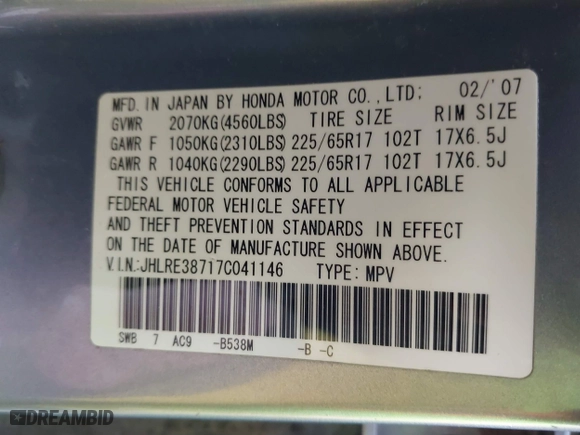 MFD. IN JAPAN BY HONDA MOTOR CO.,LTD: 02/'07
GVWR 2070KG(4560LBS) TIRE SIZE RIM SIZE
GAWR F 1050KG(2310LBS) 225/65R17 102T 17X6.5J
GAWR R 1040KG(2290LBS) 225/65R17 102T 17X6.5J
THIS VEHICLE CONFORMS TO ALL APPLICABLE
FEDERAL MOTOR VEHICLE SAFETY
AND THEFT PREVENTION STANDARDS IN EFFECT
ON THE DATE OF MANUFACTURE SHOWN ABOVE.
V.I.N.:JHLRE38717C041146 TYPE: MPV
SWB 7 AC9 -B538M -B -C
DREAMBID